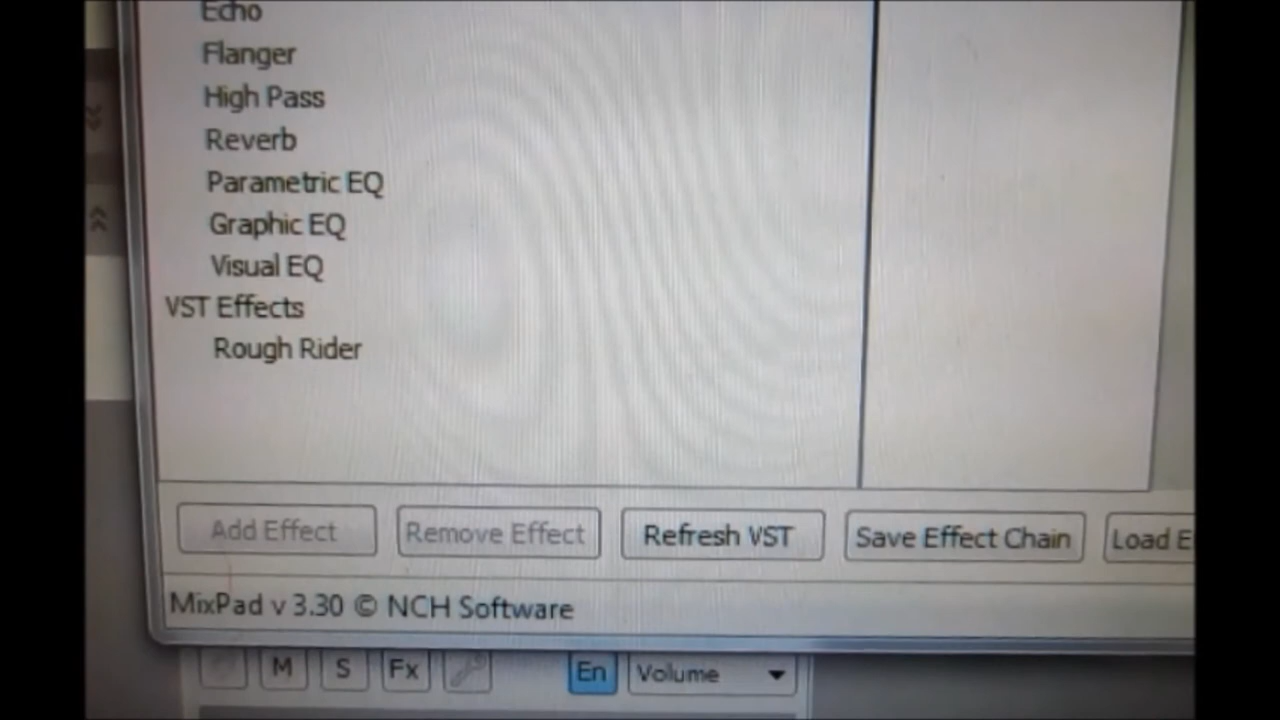 Echo
Flanger
High Pass
Reverb
Parametric EQ
Graphic EQ
Visual EQ
VST Effects
Rough Rider
Add Effect Remove Effect Refresh VST Save Effect Chain Load E
MixPad v 3.30 © NCH Software
M S Fx En Volume